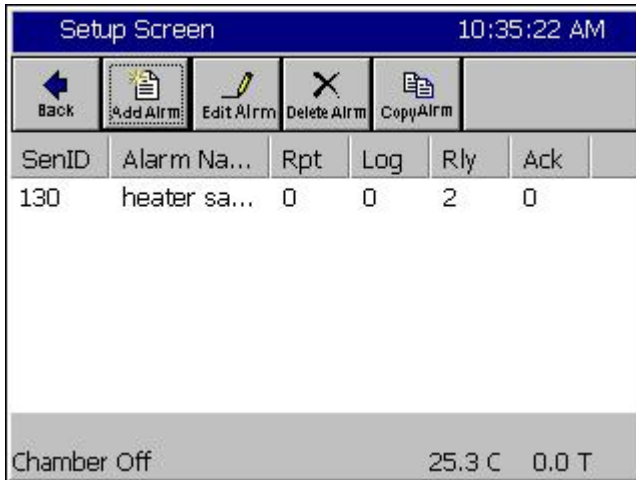 Setup Screen 10:35:22 AM
Back Add Alrm Edit Alrm Delete Alrm CopyAlrm
SenID Alarm Na... Rpt Log Rly Ack
130 heater sa... 0 0 2 0
Chamber Off 25.3 C 0.0 T